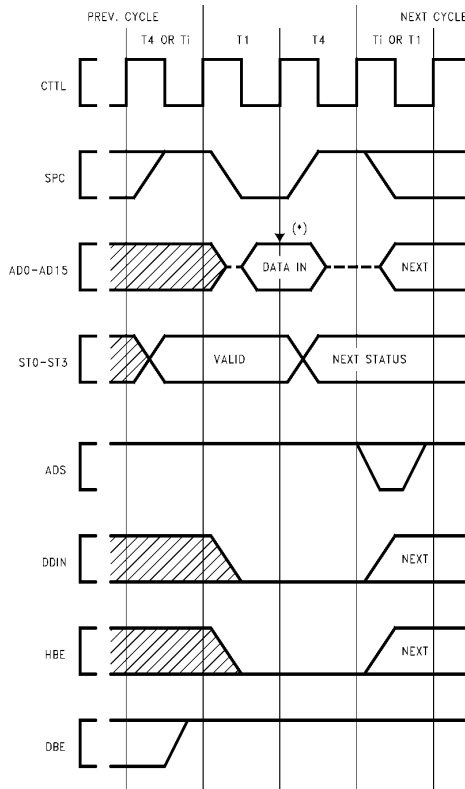 PREV. CYCLE NEXT CYCLE
T4 OR Ti T1 T4 Ti OR T1
CTTL
SPC
(*)
AD0-AD15 DATA IN NEXT
ST0-ST3 VALID NEXT STATUS
ADS
DDIN NEXT
HBE NEXT
DBE